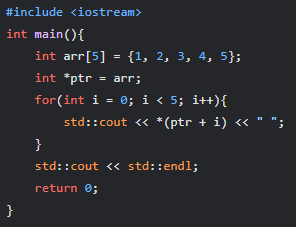 #include <iostream>
int main(){
    int arr[5] = {1, 2, 3, 4, 5};
    int *ptr = arr;
    for(int i = 0; i < 5; i++){
        std::cout << *(ptr + i) << " ";
    }
    std::cout << std::endl;
    return 0;
}